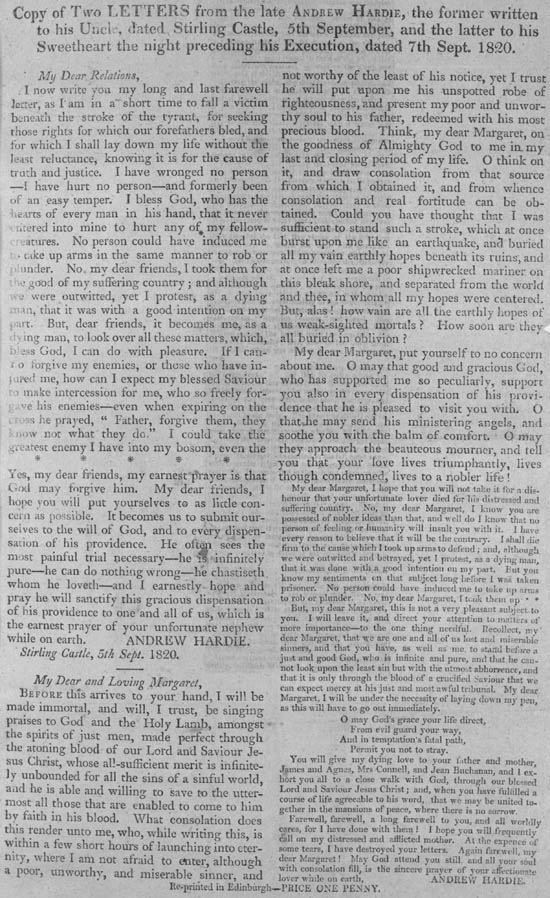 Copy of Two LETTERS from the late ANDREW HARDIE, the former written
to his Uncle, dated Stirling Castle, 5th September, and the latter to his
Sweetheart the night preceding his Execution, dated 7th Sept. 1820.
My Dear Relations,
I now write you my long and last farewell
letter, as I am in a short time to fall a victim
beneath the stroke of the tyrant, for seeking
those rights for which our forefathers bled, and
for which I shall lay down my life without the
least reluctance, knowing it is for the cause of
truth and justice. I have wronged no person
—I have hurt no person—and formerly been
of an easy temper. I bless God, who has the
hearts of every man in his hand, that it never
entered into mine to hurt any of my fellow-
creatures. No person could have induced me
to take up arms in the same manner to rob or
plunder. No, my dear friends, I took them for
the good of my suffering country; and although
we were outwitted, yet I protest, as a dying
man, that it was with a good intention on my
part. But, dear friends, it becomes me, as a
dying man, to look over all these matters, which,
bless God, I can do with pleasure. If I can-
not forgive my enemies, or those who have in-
jured me, how can I expect my blessed Saviour
to make intercession for me, who so freely for-
gave his enemies—even when expiring on the
cross he prayed, “ Father, forgive them, they
know not what they do.” I could take the
greatest enemy I have into my bosom, even the
* * * * * *
Yes, my dear friends, my earnest prayer is that
God may forgive him. My dear friends, I
hope you will put yourselves to as little con-
cern as possible. It becomes us to submit our-
selves to the will of God, and to every dispen-
sation of his providence. He often sees the
most painful trial necessary—he is infinitely
pure—he can do nothing wrong—he chastiseth
whom he loveth—and I earnestly hope and
pray he will sanctify this gracious dispensation
of his providence to one and all of us, which is
the earnest prayer of your unfortunate nephew
while on earth. ANDREW HARDIE.
Stirling Castle, 5th Sept. 1820.
My Dear and Loving Margaret,
BEFORE this arrives to your hand, I will be
made immortal, and will, I trust, be singing
praises to God and the Holy Lamb, amongst
the spirits of just men, made perfect through
the atoning blood of our Lord and Saviour Je-
sus Christ, whose all-sufficient merit is infinite-
ly unbounded for all the sins of a sinful world,
and he is able and willing to save to the utter-
most all those that are enabled to come to him
by faith in his blood. What consolation does
this render unto me, who, while writing this, is
within a few short hours of launching into eter-
nity, where I am not afraid to enter, although
a poor, unworthy, and miserable sinner, and
not worthy of the least of his notice, yet I trust
he will put upon me his unspotted robe of
righteousness, and present my poor and unwor-
thy soul to his father, redeemed with his most
precious blood. Think, my dear Margaret, on
the goodness of Almighty God to me in my
last and closing period of my life. O think on
it, and draw consolation from that source
from which I obtained it, and from whence
consolation and real fortitude can be ob-
tained. Could you have thought that I was
sufficient to stand such a stroke, which at once
burst upon me like an earthquake, and buried
all my vain earthly hopes beneath its ruins, and
at once left me a poor shipwrecked mariner on
this bleak shore, and separated from the world
and thee, in whom all my hopes were centered.
But, alas! how vain are all the earthly hopes of
us weak-sighted mortals? How soon are they
all buried in oblivion?
My dear Margaret, put yourself to no concern
about me. O may that good and gracious God,
who has supported me so peculiarly, support
you also in every dispensation of his provi-
dence that he is pleased to visit you with. O
that he may send his ministering angels, and
soothe you with the balm of comfort. O may
they approach the beauteous mourner, and tell
you that your love lives triumphantly, lives
though condemned, lives to a nobler life!
My dear Margaret, I hope that you will not take it for a dis-
honour that your unfortunate lover died for his distressed and
suffering country. No, my dear Margaret, I know you are
possessed of nobler ideas than that, and well do I know that no
person of feeling or humanity will insult you with it. I have
every reason to believe that it will be the contrary. I shall die
firm to the cause which I took up arms to defend; and, although
we were outwitted and betrayed, yet I protest, as a dying man,
that it was done with a good intention on my part. But you
know my sentiments on that subject long before I was taken
prisoner. No person could have induced me to take up arms
to rob or plunder. No, my dear Margaret, I took them up * *
But, my dear Margaret, this is not a very pleasant subject to
you. I will leave it, and direct your attention to matters of
more importance—to the one thing needful. Recollect, my
dear Margaret, that we are one and all of us lost and miserable
sinners, and that you have, as well as me, to stand before a
just and good God, who is infinite and pure, and that he can-
not look upon the least sin but with the utmost abhorrence, and
that it is only through the blood of a crucified Saviour that we
can expect mercy at his just and most awful tribunal. My dear
Margaret, I will be under the necessity of laying down my pen,
as this will have to go out immediately.
O may God's grace your life direct,
From evil guard your way,
And in temptation's fatal path,
Permit you not to stray.
You will give my dying love to your father and mother,
James and Agnes, Mrs Connell, and Jean Buchanan, and I ex-
hort you all to a close walk with God, through our blessed
Lord and Saviour Jesus Christ; and, when you have fulfilled a
course of life agreeable to his word, that we may be united to-
gether in the mansions of peace, where there is no sorrow.
Farewell, farewell, a long farewell to you, and all worldly
cares, for I have done with them! I hope you will frequently
call on my distressed and afflicted mother. At the expence of
some tears, I have destroyed your letters. Again farewell, my
dear Margaret! May God attend you still, and all your soul
with consolation fill, is the sincere prayer of your affectionate
lover while on earth, ANDREW HARDIE.
Re-printed in Edinburgh—PRICE ONE PENNY.